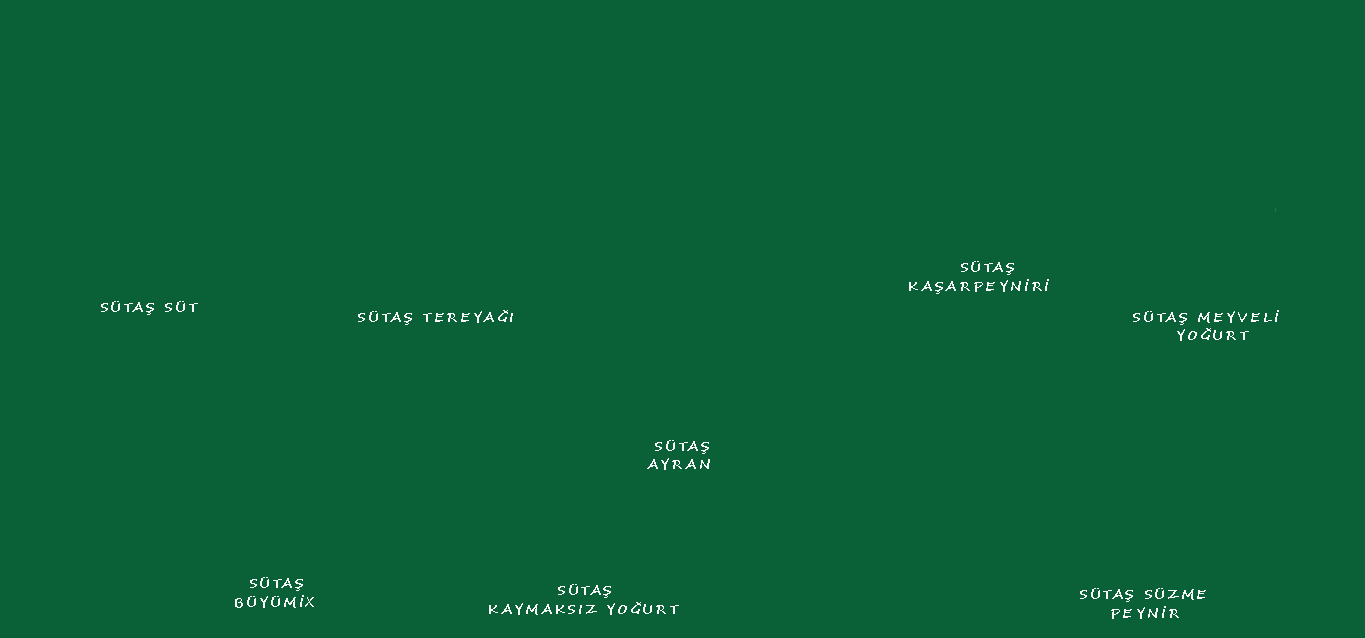 SÜTAŞ SÜT
SÜTAŞ TEREYAĞI
SÜTAŞ
KAŞARPEYNİRİ
SÜTAŞ MEYVELİ
YOĞURT
SÜTAŞ
AYRAN
SÜTAŞ
BÜYÜMİX
SÜTAŞ
KAYMAKSIZ YOĞURT
SÜTAŞ SÜZME
PEYNİR